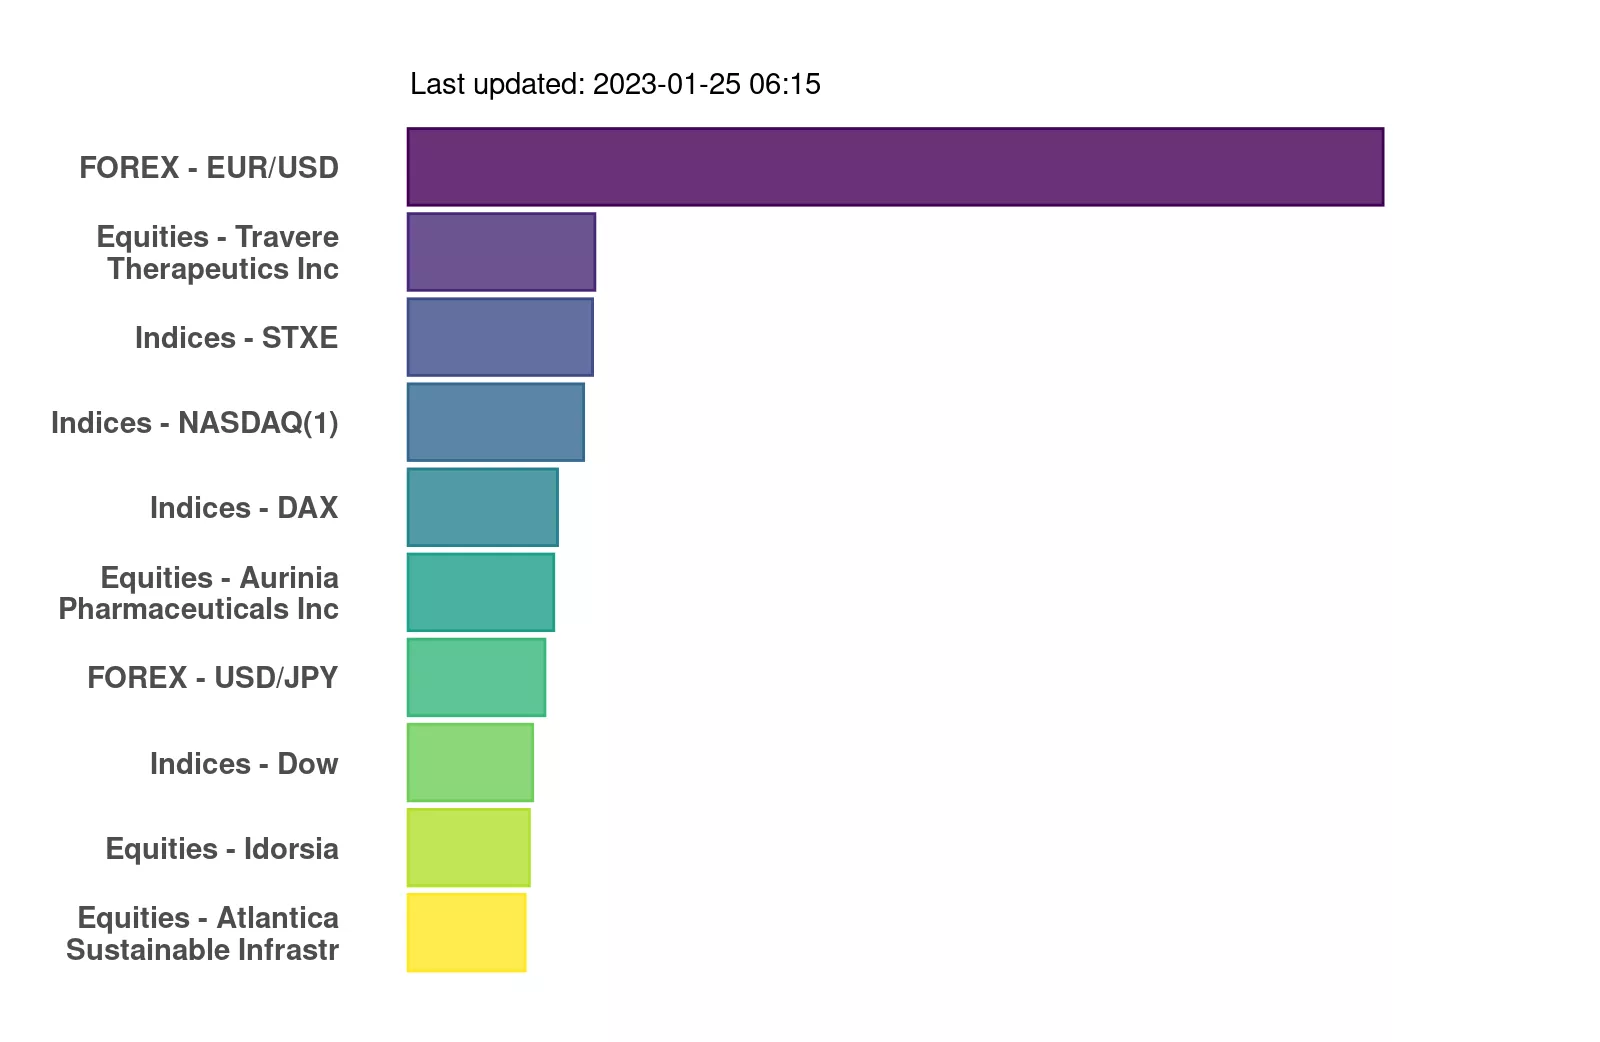 Last updated: 2023-01-25 06:15
FOREX - EUR/USD
Equities - Travere
Therapeutics Inc
Indices - STXE
Indices - NASDAQ(1)
Indices - DAX
Equities - Aurinia
Pharmaceuticals Inc
FOREX - USD/JPY
Indices - Dow
Equities - Idorsia
Equities - Atlantica
Sustainable Infrastr